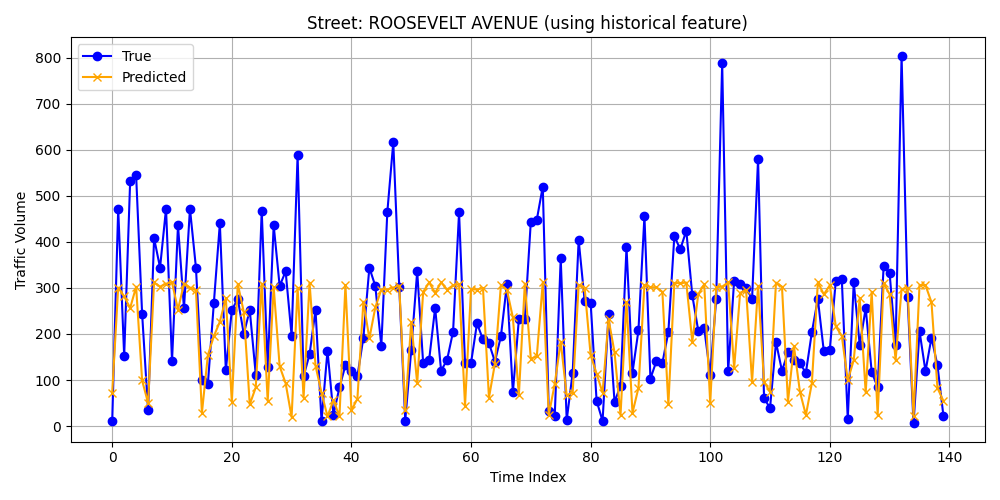 Street: ROOSEVELT AVENUE (using historical feature)
True
Predicted
Traffic Volume
800
700
600
500
400
300
200
100
0
0 20 40 60 80 100 120 140
Time Index